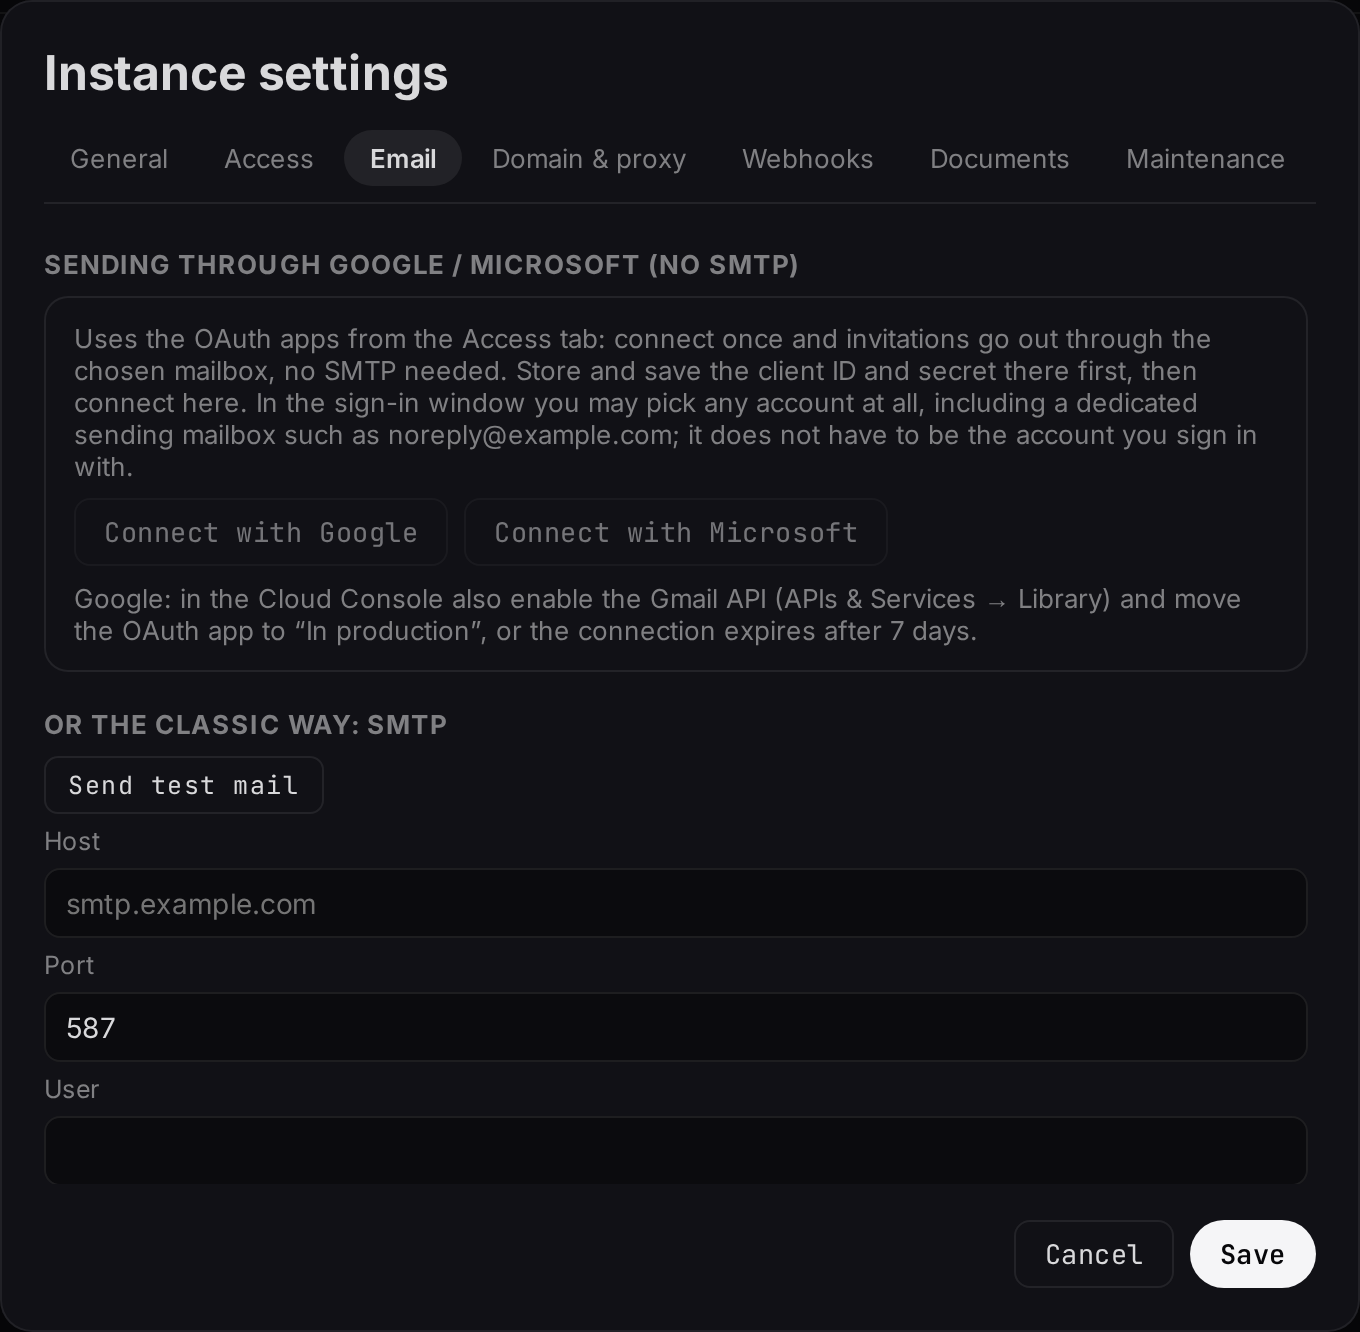 Instance settings
General Access Email Domain & proxy Webhooks Documents Maintenance
SENDING THROUGH GOOGLE / MICROSOFT (NO SMTP)
Uses the OAuth apps from the Access tab: connect once and invitations go out through the
chosen mailbox, no SMTP needed. Store and save the client ID and secret there first, then
connect here. In the sign-in window you may pick any account at all, including a dedicated
sending mailbox such as noreply@example.com; it does not have to be the account you sign in
with.
Connect with Google Connect with Microsoft
Google: in the Cloud Console also enable the Gmail API (APIs & Services → Library) and move
the OAuth app to “In production”, or the connection expires after 7 days.
OR THE CLASSIC WAY: SMTP
Send test mail
Host
smtp.example.com
Port
587
User
Cancel Save